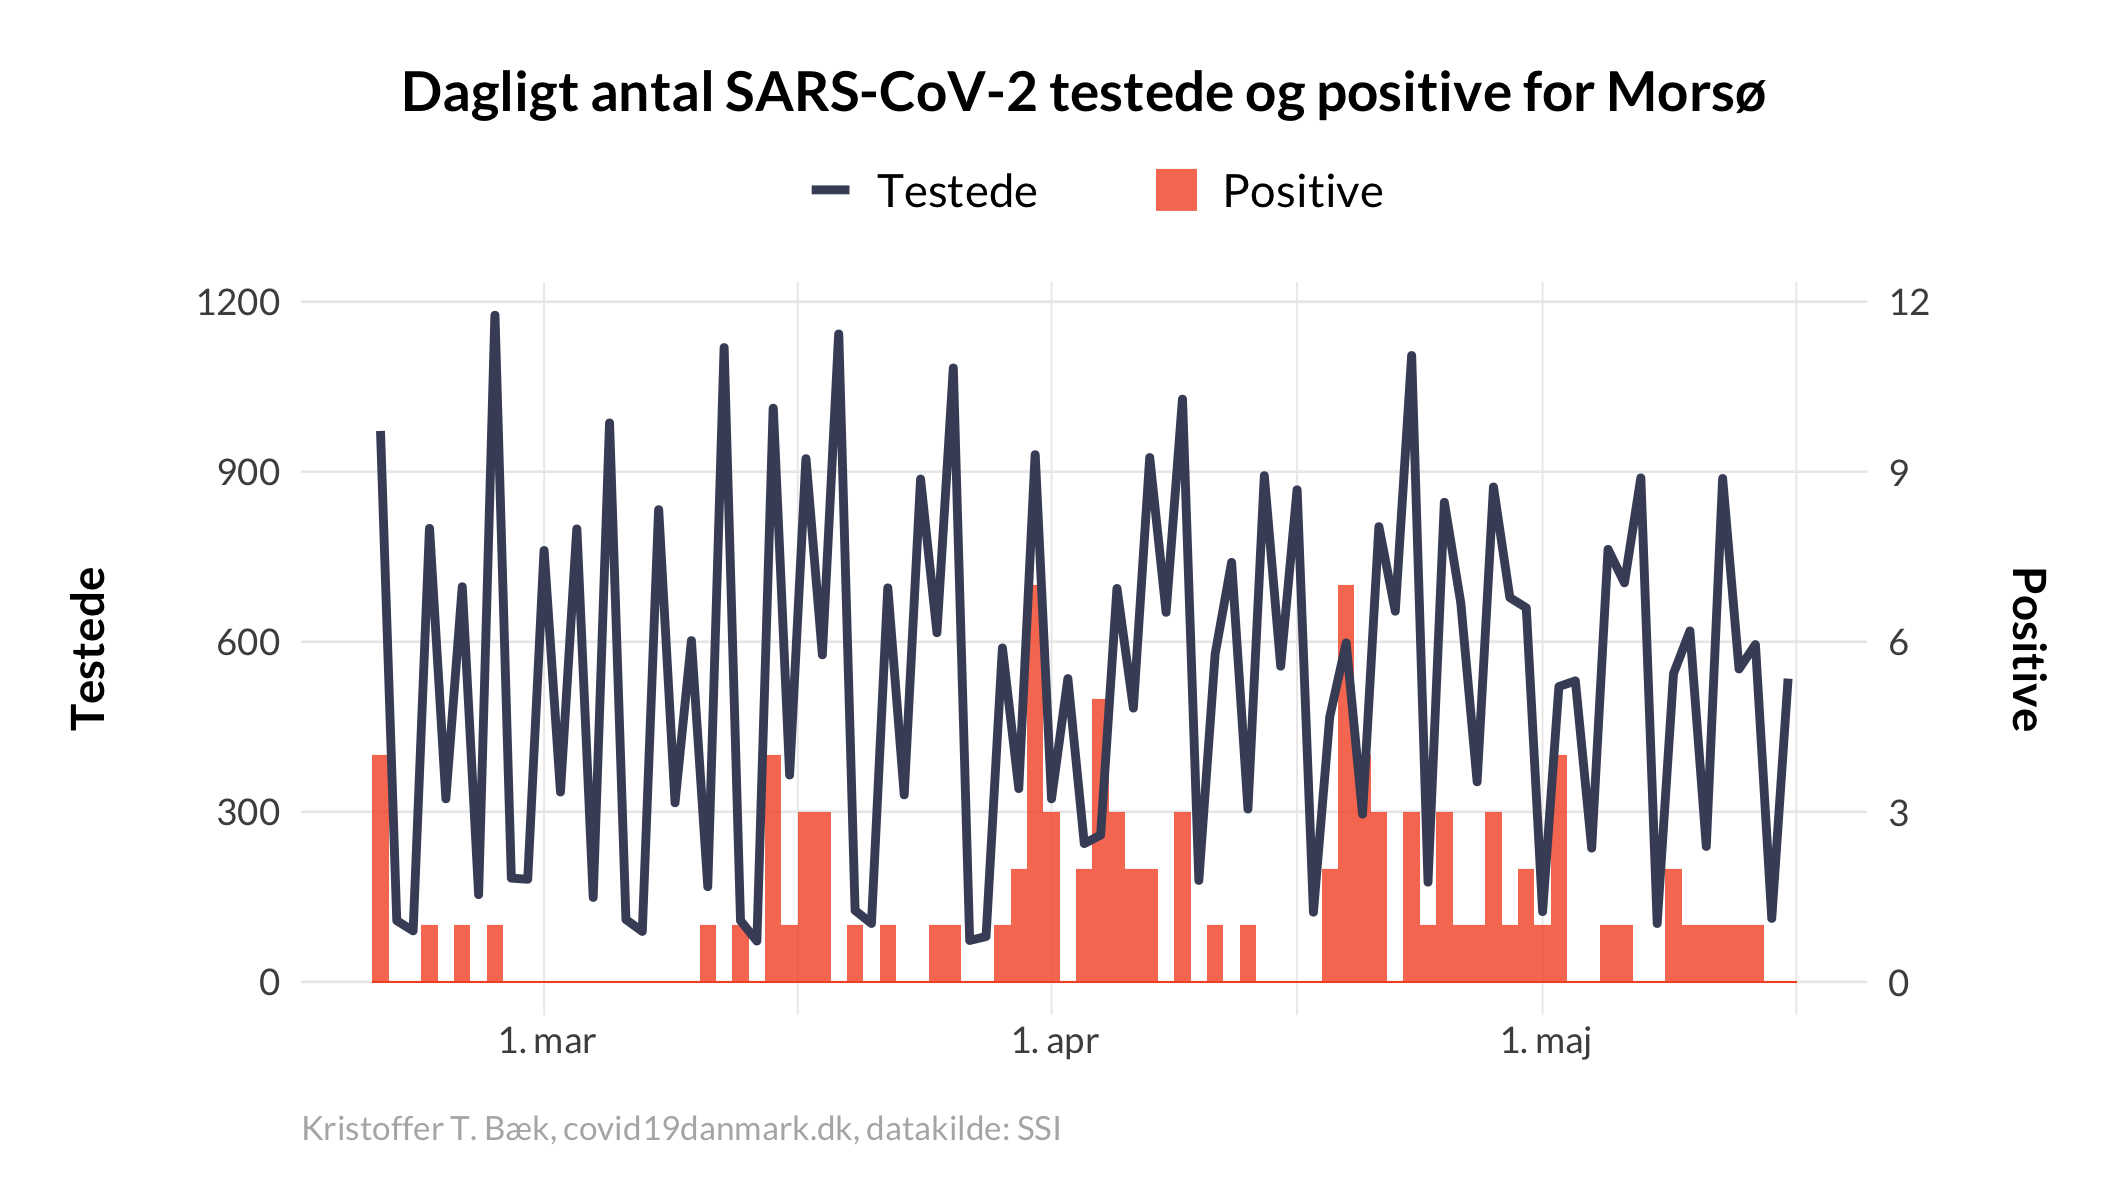 Dagligt antal SARS-CoV-2 testede og positive for Morsø
Testede
Positive
1200
900
600
300
0
Testede
12
9
6
3
0
Positive
1. mar
1. apr
1. maj
Kristoffer T. Bæk, covid19danmark.dk, datakilde: SSI